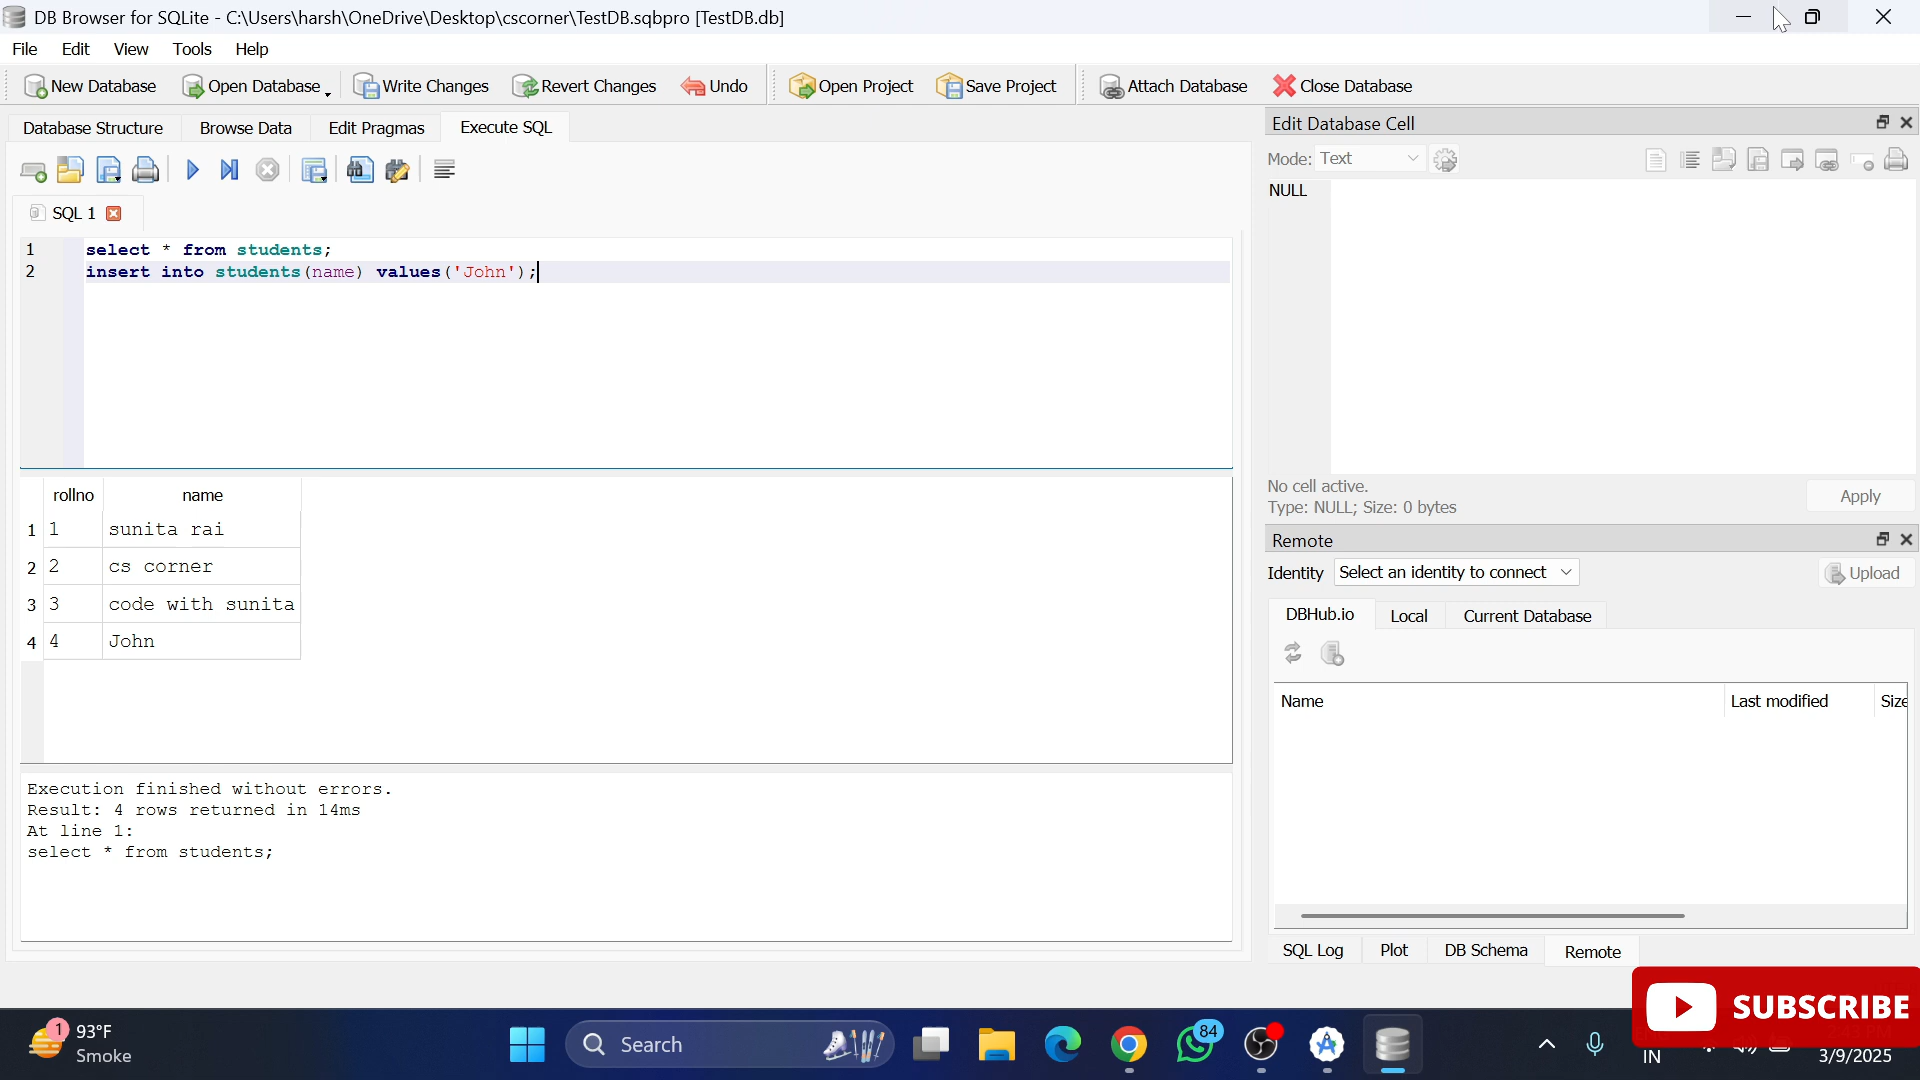 DB Browser for SQLite - C:\Users\harsh\OneDrive\Desktop\cscorner\TestDB.sqbpro [TestDB.db]
File Edit View Tools Help
New Database Open Database Write Changes Revert Changes Undo Open Project Save Project Attach Database Close Database
Database Structure Browse Data Edit Pragmas Execute SQL
SQL 1
1 select * from students;
2 insert into students(name) values('John');
rollno name
1 1 sunita rai
2 2 cs corner
3 3 code with sunita
4 4 John
Execution finished without errors.
Result: 4 rows returned in 14ms
At line 1:
select * from students;
Edit Database Cell
Mode: Text
NULL
No cell active.
Type: NULL; Size: 0 bytes
Apply
Remote
Identity Select an identity to connect Upload
DBHub.io Local Current Database
Name Last modified Size
SQL Log Plot DB Schema Remote
SUBSCRIBE
1 93°F
Smoke
Search
84
IN
3/9/2025